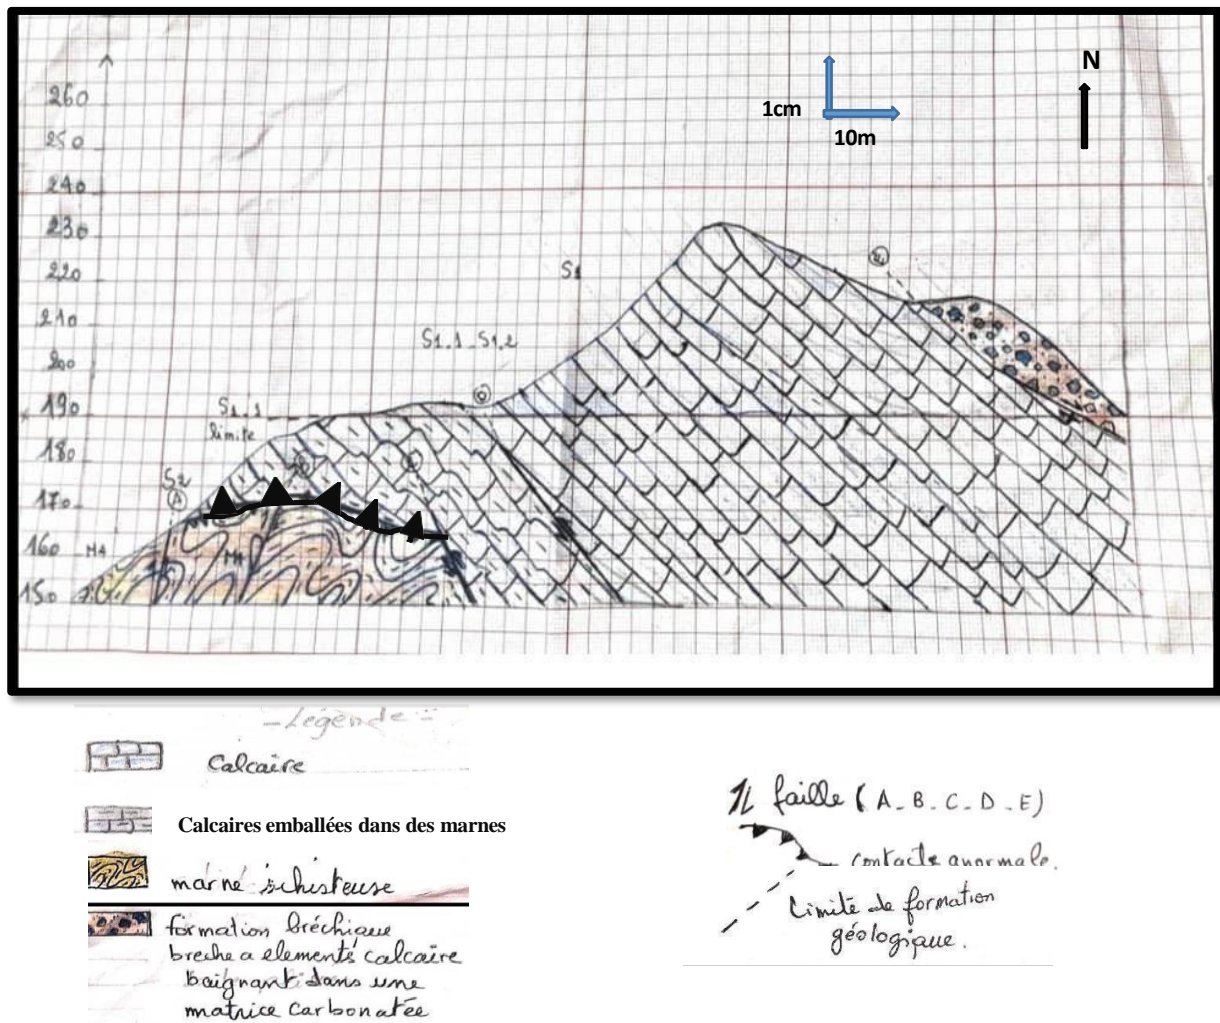 260
250
240
230
220
210
200
190
180
170
160
150
1cm
10m
N
S1
S1.1_S1.2
S1.1
limite
S2
A
D
M4
M4
- Légende -
Calcaire
Calcaires emballées dans des marnes
marne schisteuse
formation bréchique
breche a elements calcaire
baignant dans une
matrice carbonatée
faille (A_B_C_D_E)
contacte anormale.
Limite de formation
géologique.